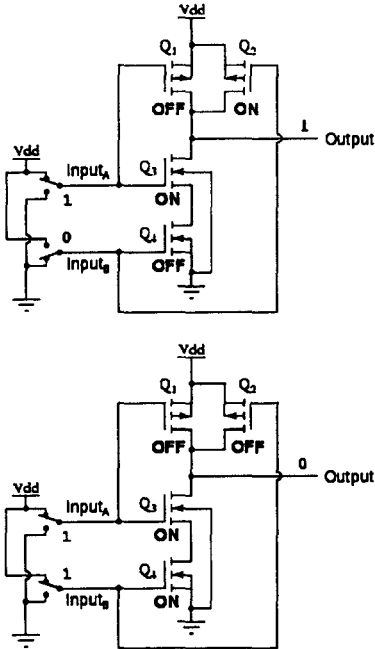 Vdd
Q1 Q2
OFF ON
1
Output
Vdd
InputA
Q3
1
ON
0
Q4
InputB
OFF
Vdd
Q1 Q2
OFF OFF
0
Output
Vdd
InputA
Q3
1
ON
1
Q4
InputB
ON